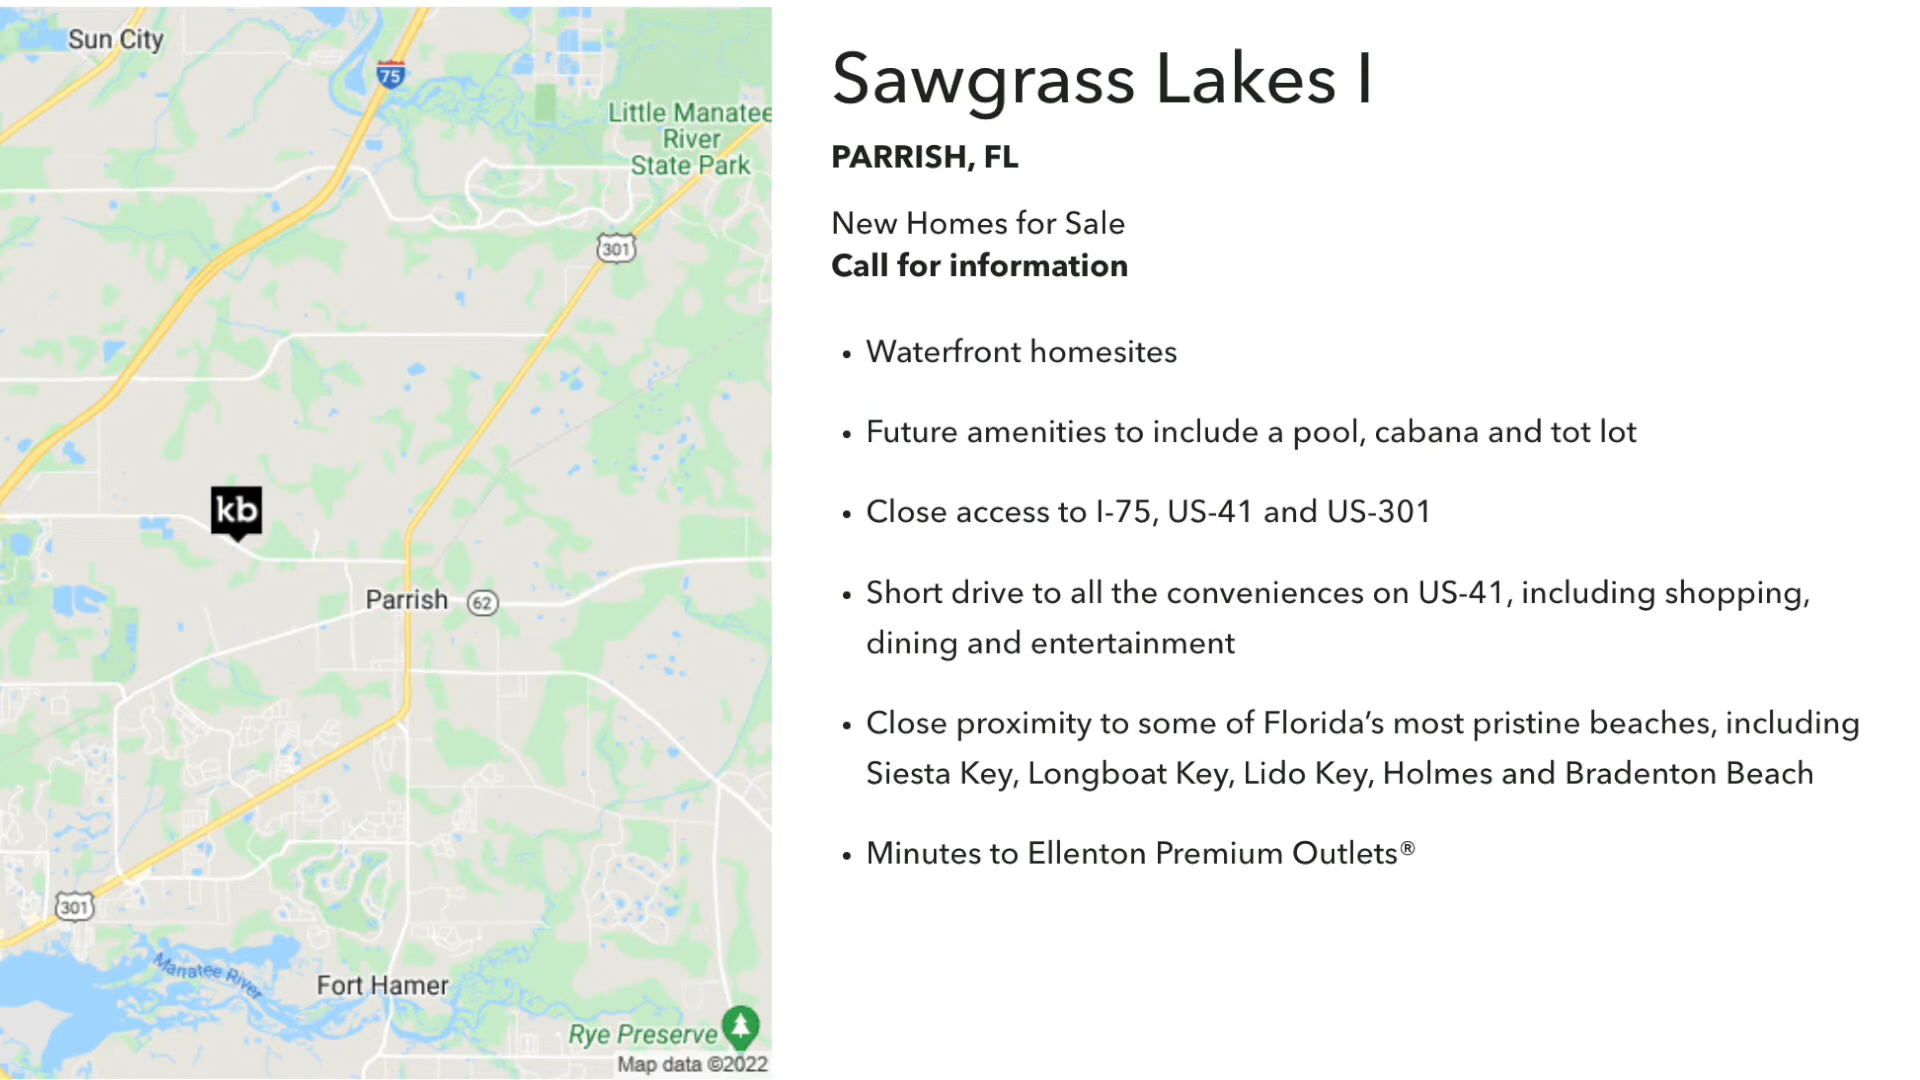 Sun City
75
Little Manatee
River
State Park
301
kb
Parrish
62
301
Manatee River
Fort Hamer
Rye Preserve
Map data ©2022
Sawgrass Lakes I
PARRISH, FL
New Homes for Sale
Call for information
• Waterfront homesites
• Future amenities to include a pool, cabana and tot lot
• Close access to I-75, US-41 and US-301
• Short drive to all the conveniences on US-41, including shopping,
dining and entertainment
• Close proximity to some of Florida’s most pristine beaches, including
Siesta Key, Longboat Key, Lido Key, Holmes and Bradenton Beach
• Minutes to Ellenton Premium Outlets®